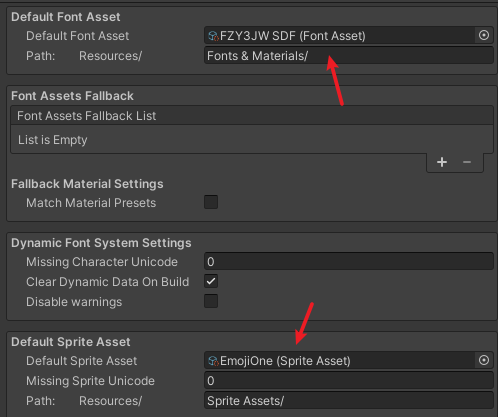 Default Font Asset
Default Font Asset FZY3JW SDF (Font Asset)
Path: Resources/ Fonts & Materials/
Font Assets Fallback
Font Assets Fallback List
List is Empty
+ −
Fallback Material Settings
Match Material Presets
Dynamic Font System Settings
Missing Character Unicode 0
Clear Dynamic Data On Build
Disable warnings
Default Sprite Asset
Default Sprite Asset EmojiOne (Sprite Asset)
Missing Sprite Unicode 0
Path: Resources/ Sprite Assets/